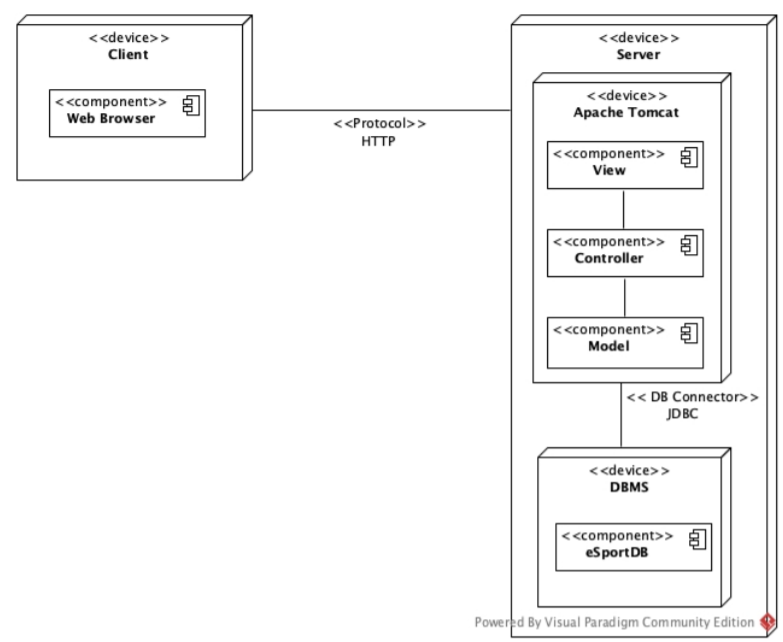 <<device>>
Client
<<component>>
Web Browser
<<Protocol>>
HTTP
<<device>>
Server
<<device>>
Apache Tomcat
<<component>>
View
<<component>>
Controller
<<component>>
Model
<< DB Connector>>
JDBC
<<device>>
DBMS
<<component>>
eSportDB
Powered By Visual Paradigm Community Edition